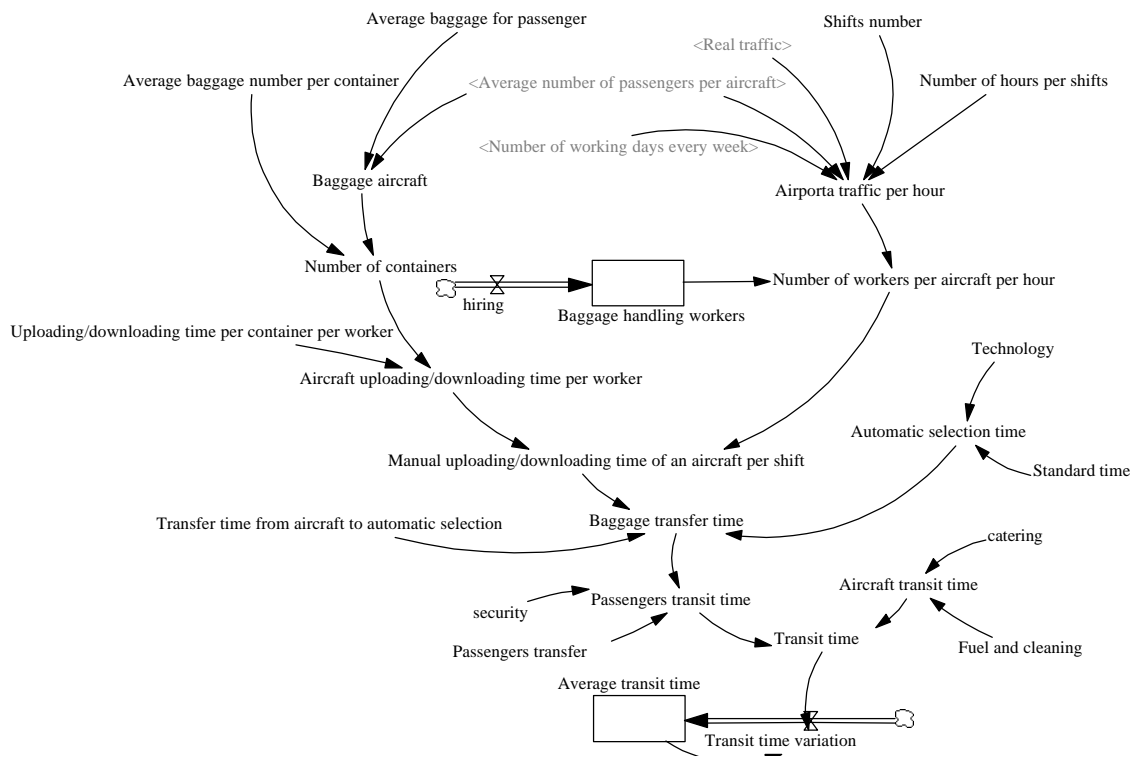 Average baggage for passenger
Shifts number
<Real traffic>
Average baggage number per container
<Average number of passengers per aircraft>
Number of hours per shifts
<Number of working days every week>
Baggage aircraft
Airporta traffic per hour
Number of containers
Number of workers per aircraft per hour
hiring
Baggage handling workers
Uploading/downloading time per container per worker
Technology
Aircraft uploading/downloading time per worker
Automatic selection time
Manual uploading/downloading time of an aircraft per shift
Standard time
Baggage transfer time
Transfer time from aircraft to automatic selection
catering
Aircraft transit time
Passengers transit time
security
Transit time
Passengers transfer
Fuel and cleaning
Average transit time
Transit time variation